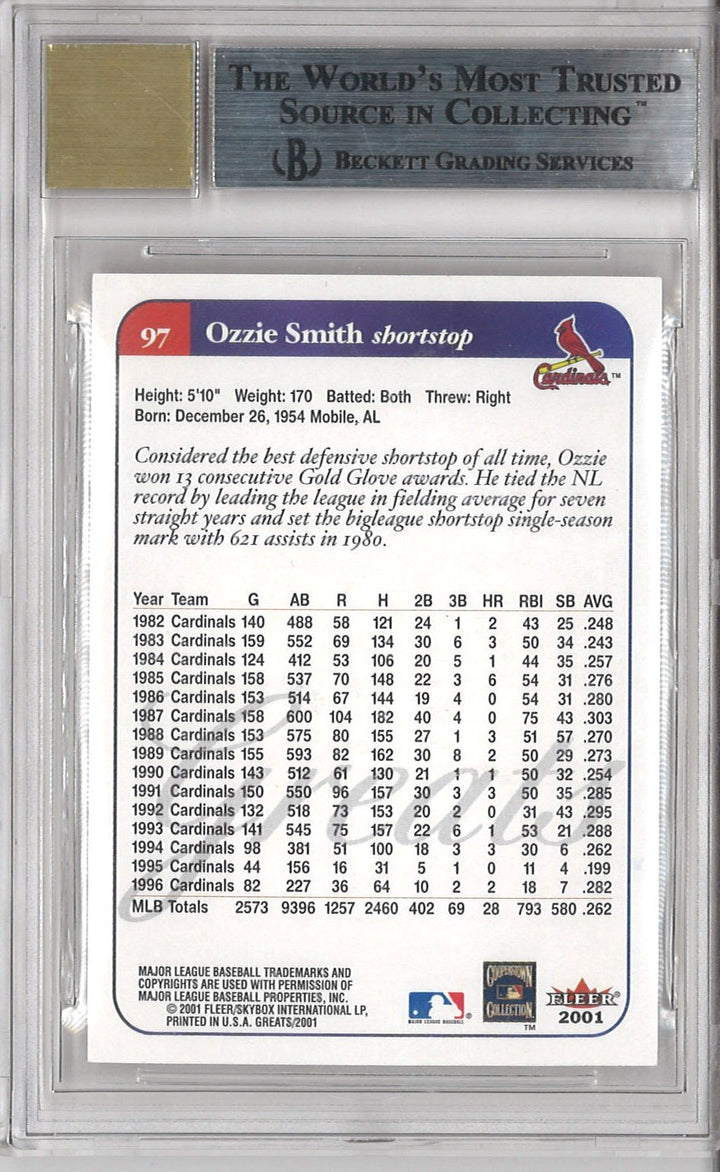 THE WORLD'S MOST TRUSTED
SOURCE IN COLLECTING™
(B) BECKETT GRADING SERVICES
97 Ozzie Smith shortstop
Cardinals™
Height: 5'10" Weight: 170 Batted: Both Threw: Right
Born: December 26, 1954 Mobile, AL
Considered the best defensive shortstop of all time, Ozzie
won 13 consecutive Gold Glove awards. He tied the NL
record by leading the league in fielding average for seven
straight years and set the bigleague shortstop single-season
mark with 621 assists in 1980.
Year Team G AB R H 2B 3B HR RBI SB AVG
1982 Cardinals 140 488 58 121 24 1 2 43 25 .248
1983 Cardinals 159 552 69 134 30 6 3 50 34 .243
1984 Cardinals 124 412 53 106 20 5 1 44 35 .257
1985 Cardinals 158 537 70 148 22 3 6 54 31 .276
1986 Cardinals 153 514 67 144 19 4 0 54 31 .280
1987 Cardinals 158 600 104 182 40 4 0 75 43 .303
1988 Cardinals 153 575 80 155 27 1 3 51 57 .270
1989 Cardinals 155 593 82 162 30 8 2 50 29 .273
1990 Cardinals 143 512 61 130 21 1 1 50 32 .254
1991 Cardinals 150 550 96 157 30 3 3 50 35 .285
1992 Cardinals 132 518 73 153 20 2 0 31 43 .295
1993 Cardinals 141 545 75 157 22 6 1 53 21 .288
1994 Cardinals 98 381 51 100 18 3 3 30 6 .262
1995 Cardinals 44 156 16 31 5 1 0 11 4 .199
1996 Cardinals 82 227 36 64 10 2 2 18 7 .282
MLB Totals 2573 9396 1257 2460 402 69 28 793 580 .262
Greats
MAJOR LEAGUE BASEBALL TRADEMARKS AND
COPYRIGHTS ARE USED WITH PERMISSION OF
MAJOR LEAGUE BASEBALL PROPERTIES, INC.
© 2001 FLEER/SKYBOX INTERNATIONAL LP,
PRINTED IN U.S.A. GREATS/2001
MAJOR LEAGUE BASEBALL®
COOPERSTOWN
COLLECTION
TM
FLEER®
2001